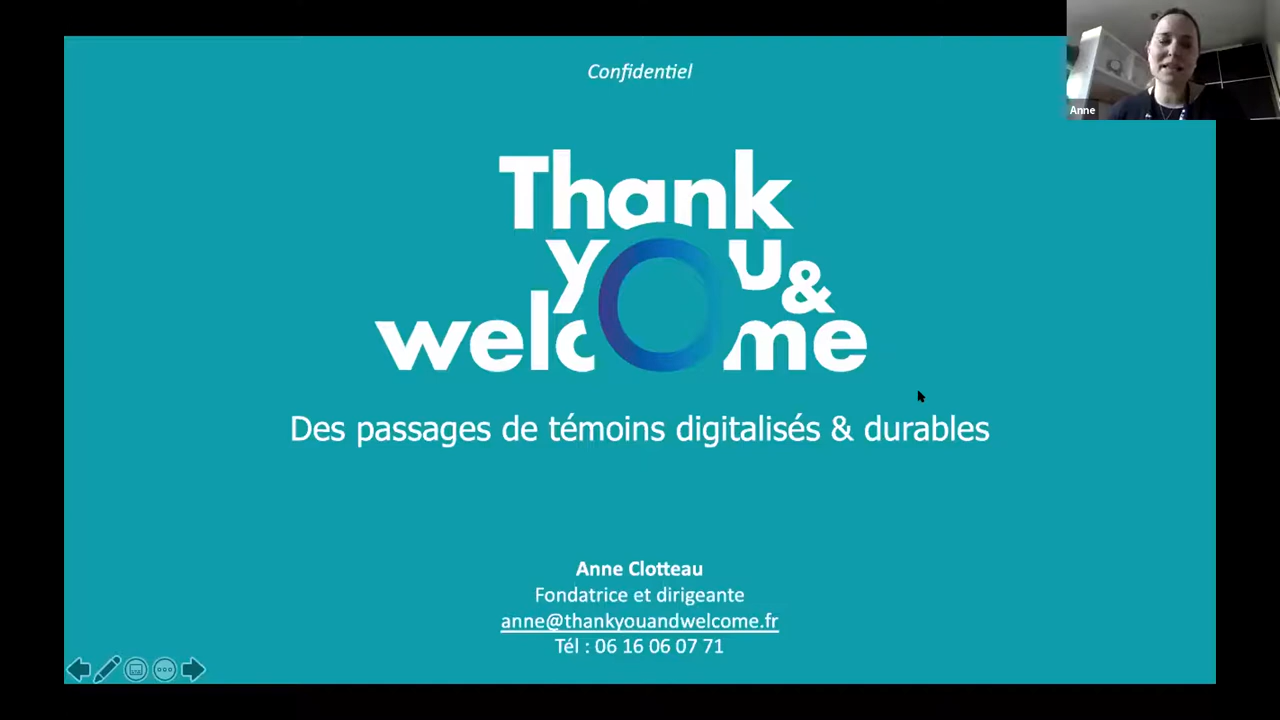 Confidentiel
Anne
Thank
you &
welcome
Des passages de témoins digitalisés & durables
Anne Clotteau
Fondatrice et dirigeante
anne@thankyouandwelcome.fr
Tél : 06 16 06 07 71